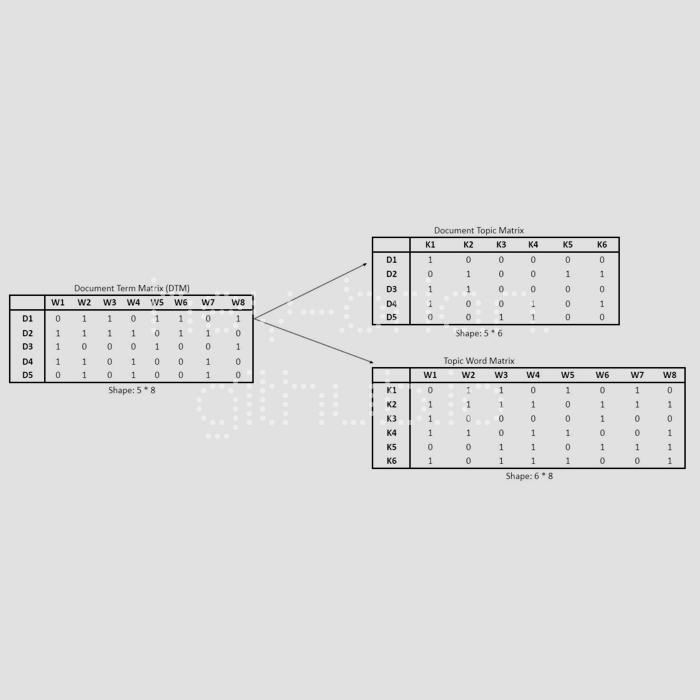 Document Term Matrix (DTM)
W1 W2 W3 W4 W5 W6 W7 W8
D1 0 1 1 0 1 1 0 1
D2 1 1 1 1 0 1 1 0
D3 1 0 0 0 1 0 0 1
D4 1 1 0 1 0 0 1 0
D5 0 1 0 1 0 0 1 0
Shape: 5 * 8
Document Topic Matrix
K1 K2 K3 K4 K5 K6
D1 1 0 0 0 0 0
D2 0 1 0 0 1 1
D3 1 1 0 0 0 0
D4 1 0 0 1 0 1
D5 0 0 1 1 0 0
Shape: 5 * 6
Topic Word Matrix
W1 W2 W3 W4 W5 W6 W7 W8
K1 0 1 1 0 1 0 1 0
K2 1 1 1 1 0 1 1 1
K3 1 0 0 0 0 1 0 0
K4 1 1 0 1 1 0 0 1
K5 0 0 1 1 0 1 1 1
K6 1 0 1 1 1 0 0 1
Shape: 6 * 8